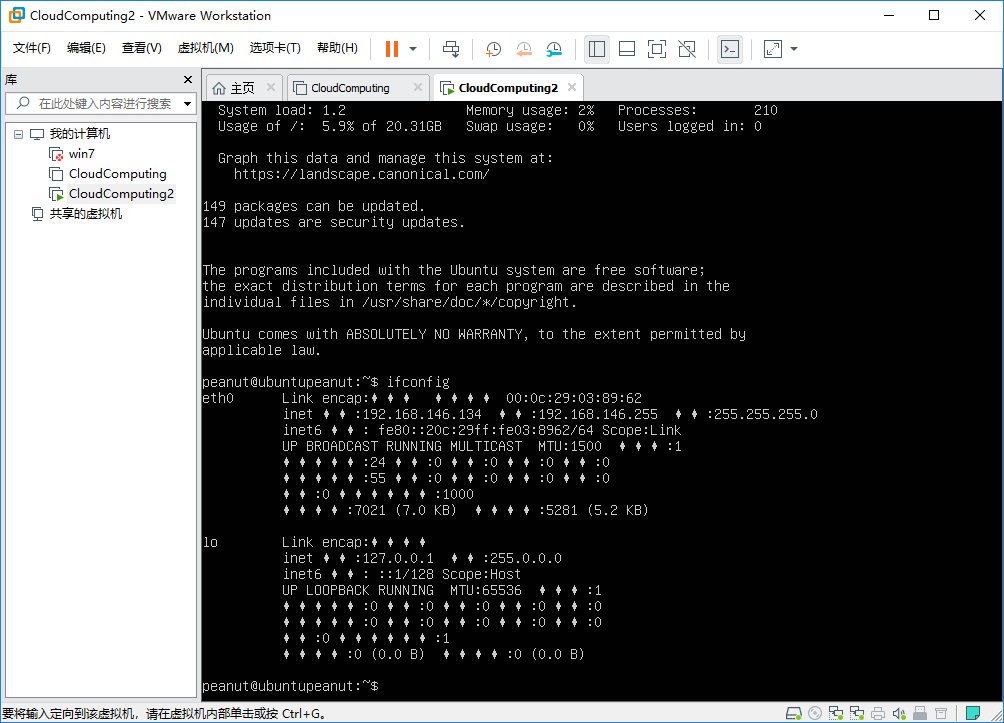 CloudComputing2 - VMware Workstation
文件(F) 编辑(E) 查看(V) 虚拟机(M) 选项卡(T) 帮助(H)
库
在此处键入内容进行搜索
我的计算机
win7
CloudComputing
CloudComputing2
共享的虚拟机
主页 CloudComputing CloudComputing2
System load: 1.2 Memory usage: 2% Processes: 210
Usage of /: 5.9% of 20.31GB Swap usage: 0% Users logged in: 0
Graph this data and manage this system at:
https://landscape.canonical.com/
149 packages can be updated.
147 updates are security updates.
The programs included with the Ubuntu system are free software;
the exact distribution terms for each program are described in the
individual files in /usr/share/doc/*/copyright.
Ubuntu comes with ABSOLUTELY NO WARRANTY, to the extent permitted by
applicable law.
peanut@ubuntupeanut:~$ ifconfig
eth0 Link encap:♦ ♦ ♦ ♦ ♦ ♦ ♦ 00:0c:29:03:89:62
inet ♦ ♦ :192.168.146.134 ♦ ♦ :192.168.146.255 ♦ ♦ :255.255.255.0
inet6 ♦ ♦ : fe80::20c:29ff:fe03:8962/64 Scope:Link
UP BROADCAST RUNNING MULTICAST MTU:1500 ♦ ♦ ♦ :1
♦ ♦ ♦ ♦ ♦ :24 ♦ ♦ :0 ♦ ♦ :0 ♦ ♦ :0 ♦ ♦ :0
♦ ♦ ♦ ♦ ♦ :55 ♦ ♦ :0 ♦ ♦ :0 ♦ ♦ :0 ♦ ♦ :0
♦ ♦ :0 ♦ ♦ ♦ ♦ ♦ ♦ :1000
♦ ♦ ♦ ♦ :7021 (7.0 KB) ♦ ♦ ♦ ♦ :5281 (5.2 KB)
lo Link encap:♦ ♦ ♦ ♦
inet ♦ ♦ :127.0.0.1 ♦ ♦ :255.0.0.0
inet6 ♦ ♦ : ::1/128 Scope:Host
UP LOOPBACK RUNNING MTU:65536 ♦ ♦ ♦ :1
♦ ♦ ♦ ♦ ♦ :0 ♦ ♦ :0 ♦ ♦ :0 ♦ ♦ :0 ♦ ♦ :0
♦ ♦ ♦ ♦ ♦ :0 ♦ ♦ :0 ♦ ♦ :0 ♦ ♦ :0 ♦ ♦ :0
♦ ♦ :0 ♦ ♦ ♦ ♦ ♦ ♦ :1
♦ ♦ ♦ ♦ :0 (0.0 B) ♦ ♦ ♦ ♦ :0 (0.0 B)
peanut@ubuntupeanut:~$
要将输入定向到该虚拟机，请在虚拟机内部单击或按 Ctrl+G。